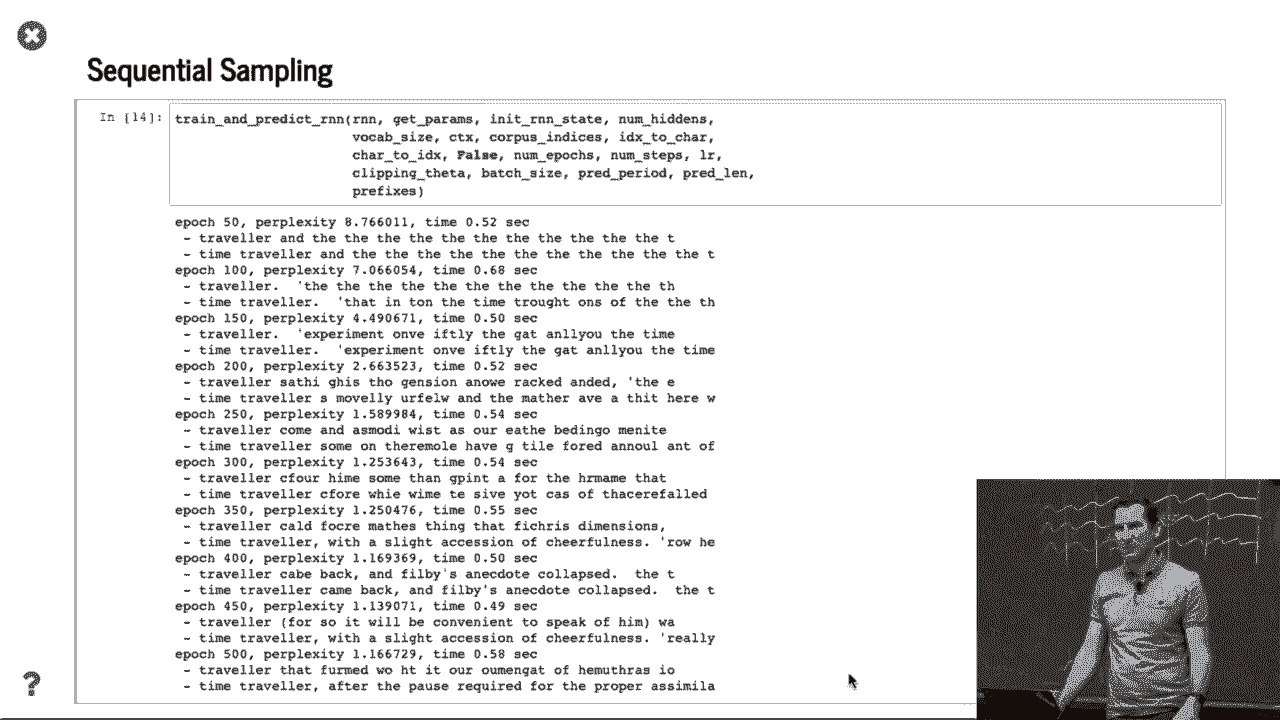 Sequential Sampling
In [14]: train_and_predict_rnn(rnn, get_params, init_rnn_state, num_hiddens,
vocab_size, ctx, corpus_indices, idx_to_char,
char_to_idx, False, num_epochs, num_steps, lr,
clipping_theta, batch_size, pred_period, pred_len,
prefixes)
epoch 50, perplexity 8.766011, time 0.52 sec
- traveller and the the the the the the the the the the the the t
- time traveller and the the the the the the the the the the the the t
epoch 100, perplexity 7.066054, time 0.68 sec
- traveller.  'the the the the the the the the the the the the th
- time traveller.  'that in ton the time trought ons of the the th
epoch 150, perplexity 4.490671, time 0.50 sec
- traveller.  'experiment onve iftly the gat anllyou the time
- time traveller.  'experiment onve iftly the gat anllyou the time
epoch 200, perplexity 2.663523, time 0.52 sec
- traveller sathi ghis tho gension anowe racked anded, 'the e
- time traveller s movelly urfelw and the mather ave a thit here w
epoch 250, perplexity 1.589984, time 0.54 sec
- traveller come and asmodi wist as our eathe bedingo menite
- time traveller some on theremole have g tile fored annoul ant of
epoch 300, perplexity 1.253643, time 0.54 sec
- traveller cfour hime some than gpint a for the hrmame that
- time traveller cfore whie wime te sive yot cas of thacerefalled
epoch 350, perplexity 1.250476, time 0.55 sec
- traveller cald focre mathes thing that fichris dimensions,
- time traveller, with a slight accession of cheerfulness. 'row he
epoch 400, perplexity 1.169369, time 0.50 sec
- traveller cabe back, and filby's anecdote collapsed.  the t
- time traveller came back, and filby's anecdote collapsed.  the t
epoch 450, perplexity 1.139071, time 0.49 sec
- traveller (for so it will be convenient to speak of him) wa
- time traveller, with a slight accession of cheerfulness. 'really
epoch 500, perplexity 1.166729, time 0.58 sec
- traveller that furmed wo ht it our oumengat of hemuthras io
- time traveller, after the pause required for the proper assimila
?